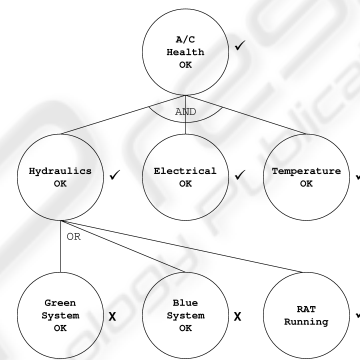 A/C
Health
OK
✓
AND
Hydraulics
OK
✓
Electrical
OK
✓
Temperature
OK
✓
OR
Green
System
OK
X
Blue
System
OK
X
RAT
Running
✓